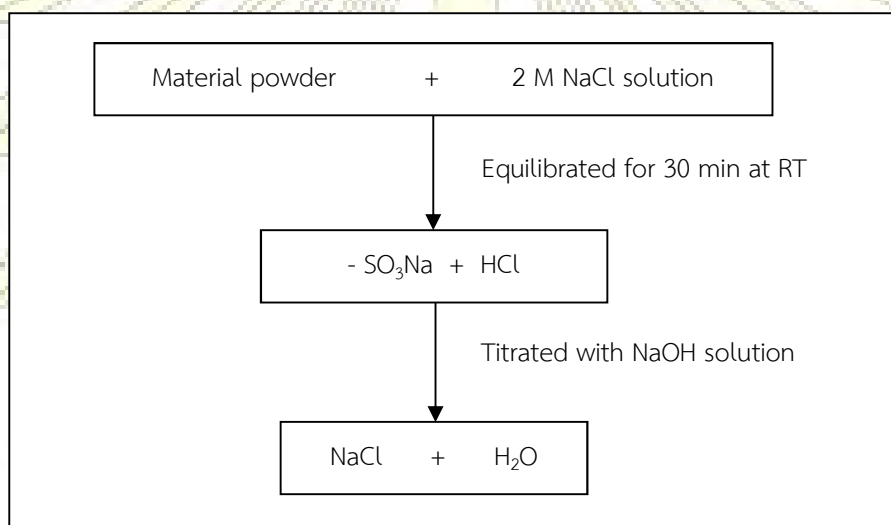 Material powder + 2 M NaCl solution
Equilibrated for 30 min at RT
- SO₃Na + HCl
Titrated with NaOH solution
NaCl + H₂O